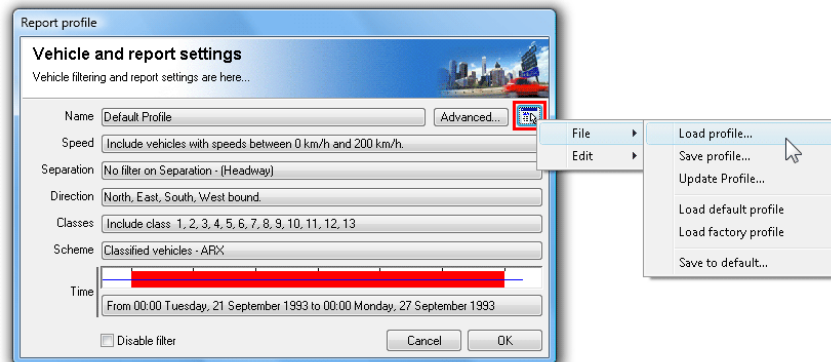 Report profile
Vehicle and report settings
Vehicle filtering and report settings are here...
Name Default Profile Advanced...
Speed Include vehicles with speeds between 0 km/h and 200 km/h.
Separation No filter on Separation - (Headway)
Direction North, East, South, West bound.
Classes Include class 1, 2, 3, 4, 5, 6, 7, 8, 9, 10, 11, 12, 13
Scheme Classified vehicles - ARX
Time
From 00:00 Tuesday, 21 September 1993 to 00:00 Monday, 27 September 1993
Disable filter Cancel OK
File
Edit
Load profile...
Save profile...
Update Profile...
Load default profile
Load factory profile
Save to default...